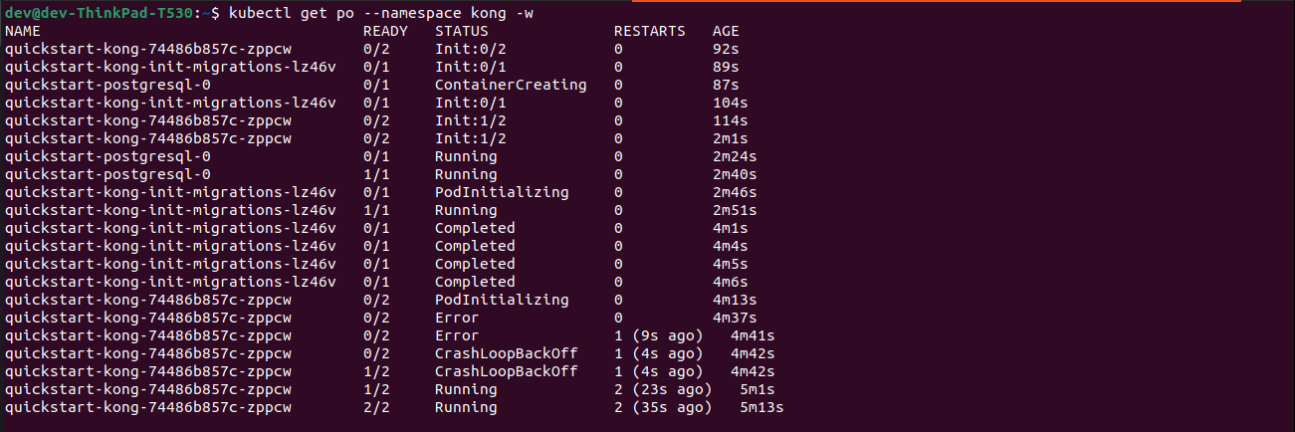 dev@dev-ThinkPad-T530:~$ kubectl get po --namespace kong -w
NAME READY STATUS RESTARTS AGE
quickstart-kong-74486b857c-zppcw 0/2 Init:0/2 0 92s
quickstart-kong-init-migrations-lz46v 0/1 Init:0/1 0 89s
quickstart-postgresql-0 0/1 ContainerCreating 0 87s
quickstart-kong-init-migrations-lz46v 0/1 Init:0/1 0 104s
quickstart-kong-74486b857c-zppcw 0/2 Init:1/2 0 114s
quickstart-kong-74486b857c-zppcw 0/2 Init:1/2 0 2m1s
quickstart-postgresql-0 0/1 Running 0 2m24s
quickstart-postgresql-0 1/1 Running 0 2m40s
quickstart-kong-init-migrations-lz46v 0/1 PodInitializing 0 2m46s
quickstart-kong-init-migrations-lz46v 1/1 Running 0 2m51s
quickstart-kong-init-migrations-lz46v 0/1 Completed 0 4m1s
quickstart-kong-init-migrations-lz46v 0/1 Completed 0 4m4s
quickstart-kong-init-migrations-lz46v 0/1 Completed 0 4m5s
quickstart-kong-init-migrations-lz46v 0/1 Completed 0 4m6s
quickstart-kong-74486b857c-zppcw 0/2 PodInitializing 0 4m13s
quickstart-kong-74486b857c-zppcw 0/2 Error 0 4m37s
quickstart-kong-74486b857c-zppcw 0/2 Error 1 (9s ago) 4m41s
quickstart-kong-74486b857c-zppcw 0/2 CrashLoopBackOff 1 (4s ago) 4m42s
quickstart-kong-74486b857c-zppcw 1/2 CrashLoopBackOff 1 (4s ago) 4m42s
quickstart-kong-74486b857c-zppcw 1/2 Running 2 (23s ago) 5m1s
quickstart-kong-74486b857c-zppcw 2/2 Running 2 (35s ago) 5m13s